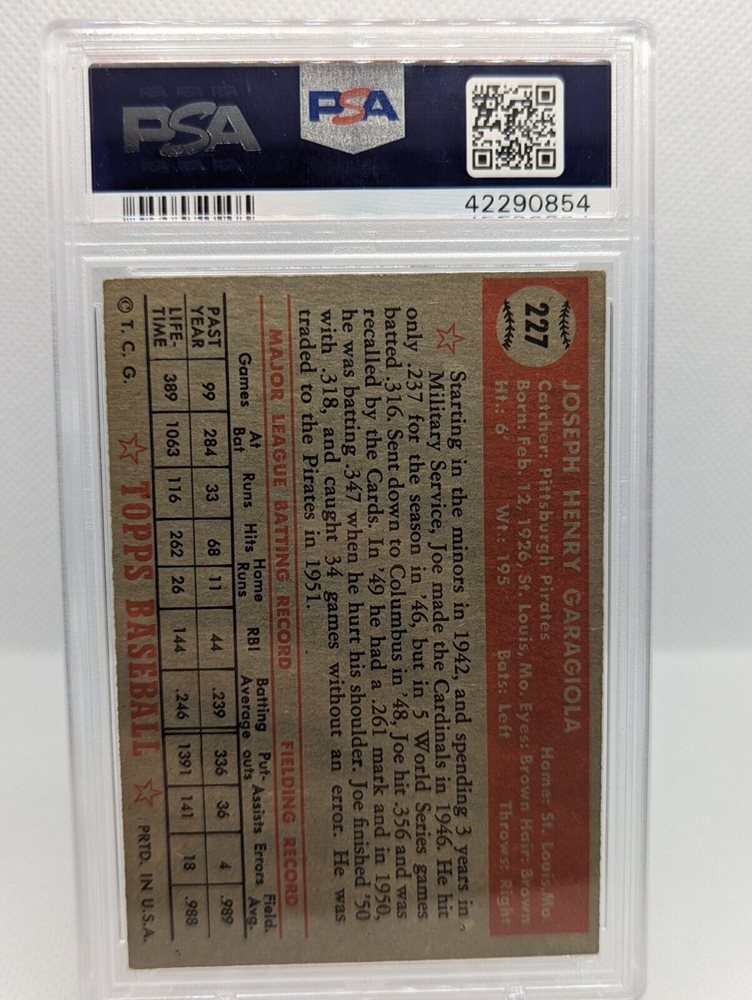 PSA
PSA
42290854
227
JOSEPH HENRY GARAGIOLA
Catcher: Pittsburgh Pirates Home: St. Louis, Mo.
Born: Feb. 12, 1926, St. Louis, Mo. Eyes: Brown Hair: Brown
Ht.: 6' Wt.: 195 Bats: Left Throws: Right
Starting in the minors in 1942, and spending 3 years in
Military Service, Joe made the Cardinals in 1946. He hit
only .237 for the season in '46, but in 5 World Series games
batted .316. Sent down to Columbus in '48, Joe hit .356 and was
recalled by the Cards. In '49 he had a .261 mark and in 1950,
he was batting .347 when he hurt his shoulder. Joe finished '50
with .318, and caught 34 games without an error. He was
traded to the Pirates in 1951.
MAJOR LEAGUE BATTING RECORD FIELDING RECORD
Games At Bat Runs Hits Home Runs RBI Batting Average Put-outs Assists Errors Field. Avg.
PAST YEAR 99 284 33 68 11 44 .239 336 36 4 .989
LIFE-TIME 389 1063 116 262 26 144 .246 1391 141 18 .988
© T. C. G. TOPPS BASEBALL PRTD. IN U.S.A.